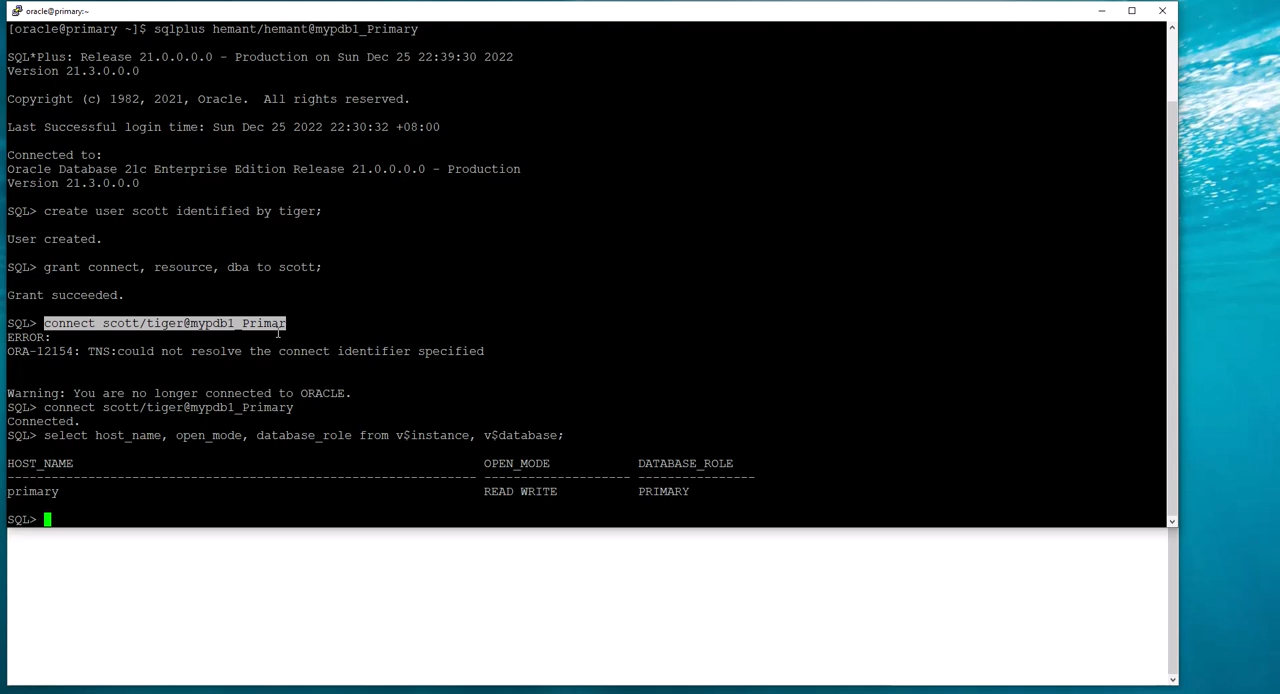 oracle@primary:~
[oracle@primary ~]$ sqlplus hemant/hemant@mypdb1_Primary
SQL*Plus: Release 21.0.0.0.0 - Production on Sun Dec 25 22:39:30 2022
Version 21.3.0.0.0
Copyright (c) 1982, 2021, Oracle.  All rights reserved.
Last Successful login time: Sun Dec 25 2022 22:30:32 +08:00
Connected to:
Oracle Database 21c Enterprise Edition Release 21.0.0.0.0 - Production
Version 21.3.0.0.0
SQL> create user scott identified by tiger;
User created.
SQL> grant connect, resource, dba to scott;
Grant succeeded.
SQL> connect scott/tiger@mypdb1_Primar
ERROR:
ORA-12154: TNS:could not resolve the connect identifier specified
Warning: You are no longer connected to ORACLE.
SQL> connect scott/tiger@mypdb1_Primary
Connected.
SQL> select host_name, open_mode, database_role from v$instance, v$database;
HOST_NAME OPEN_MODE DATABASE_ROLE
---------------------------------------------------------------- -------------------- ----------------
primary READ WRITE PRIMARY
SQL>